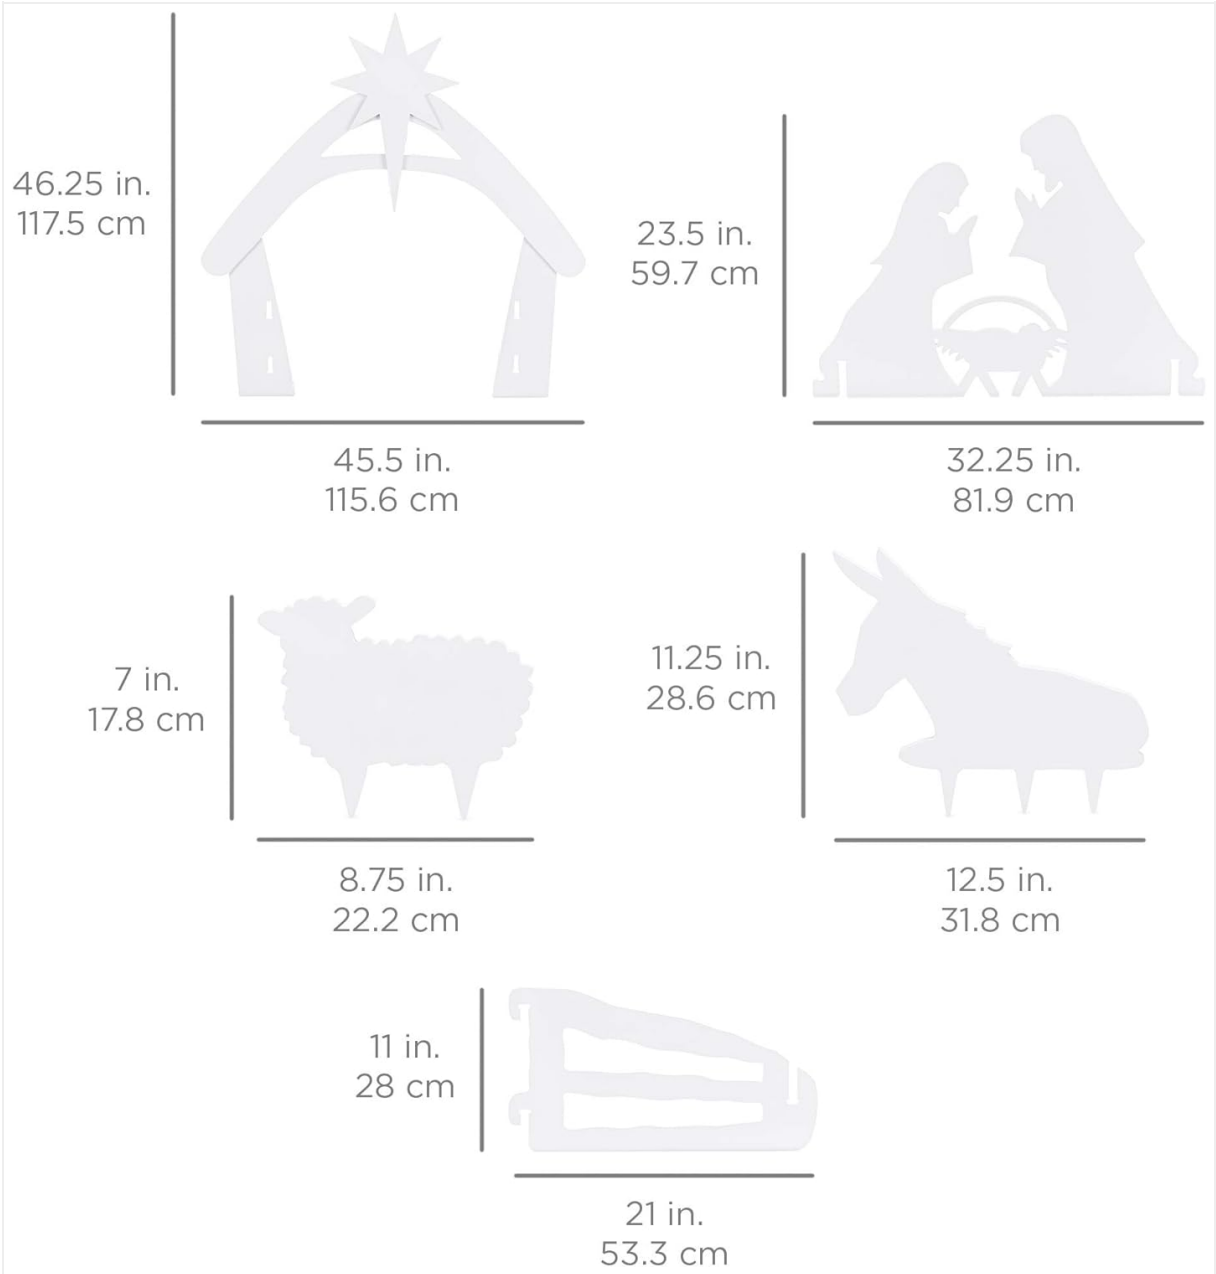 46.25 in.
117.5 cm
45.5 in.
115.6 cm
23.5 in.
59.7 cm
32.25 in.
81.9 cm
7 in.
17.8 cm
8.75 in.
22.2 cm
11.25 in.
28.6 cm
12.5 in.
31.8 cm
11 in.
28 cm
21 in.
53.3 cm